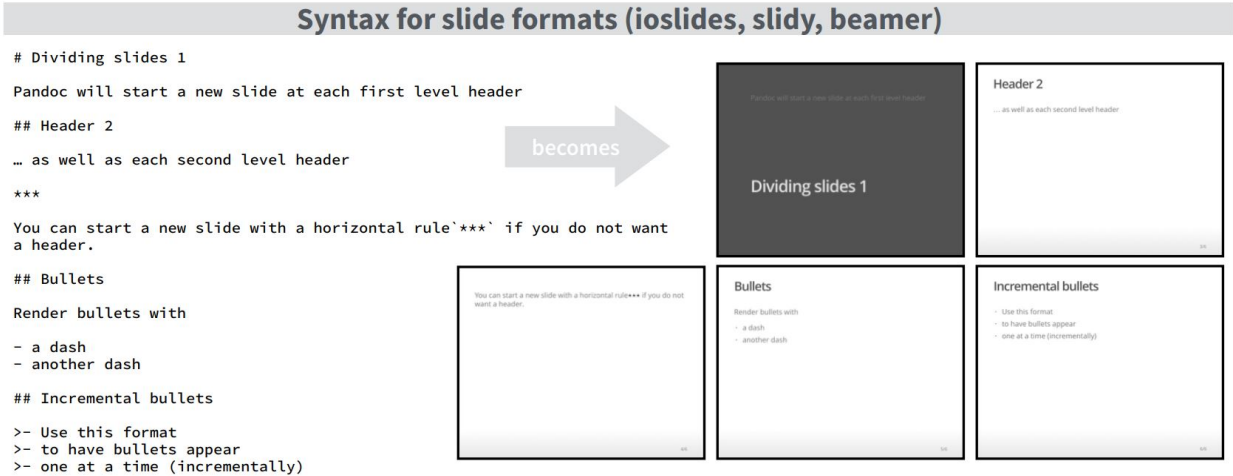 Syntax for slide formats (ioslides, slidy, beamer)
# Dividing slides 1
Pandoc will start a new slide at each first level header
## Header 2
… as well as each second level header
***
You can start a new slide with a horizontal rule`***` if you do not want
a header.
## Bullets
Render bullets with
- a dash
- another dash
## Incremental bullets
>- Use this format
>- to have bullets appear
>- one at a time (incrementally)
becomes
Pandoc will start a new slide at each first level header
Dividing slides 1
Header 2
... as well as each second level header
You can start a new slide with a horizontal rule*** if you do not
want a header.
Bullets
Render bullets with
- a dash
- another dash
Incremental bullets
- Use this format
- to have bullets appear
- one at a time (incrementally)